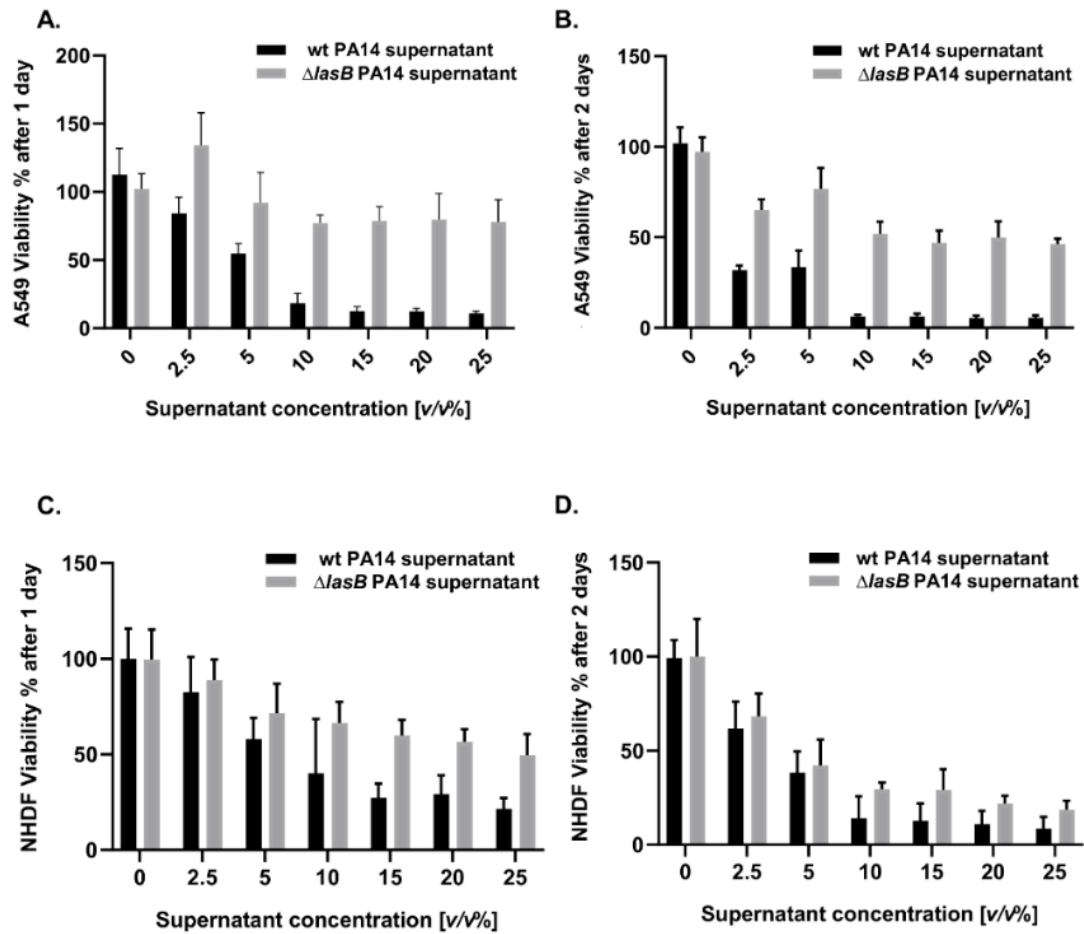 A.
wt PA14 supernatant
ΔlasB PA14 supernatant
A549 Viability % after 1 day
200
150
100
50
0
0 2.5 5 10 15 20 25
Supernatant concentration [v/v%]
B.
wt PA14 supernatant
ΔlasB PA14 supernatant
A549 Viability % after 2 days
150
100
50
0
0 2.5 5 10 15 20 25
Supernatant concentration [v/v%]
C.
wt PA14 supernatant
ΔlasB PA14 supernatant
NHDF Viability % after 1 day
150
100
50
0
0 2.5 5 10 15 20 25
Supernatant concentration [v/v%]
D.
wt PA14 supernatant
ΔlasB PA14 supernatant
NHDF Viability % after 2 days
150
100
50
0
0 2.5 5 10 15 20 25
Supernatant concentration [v/v%]